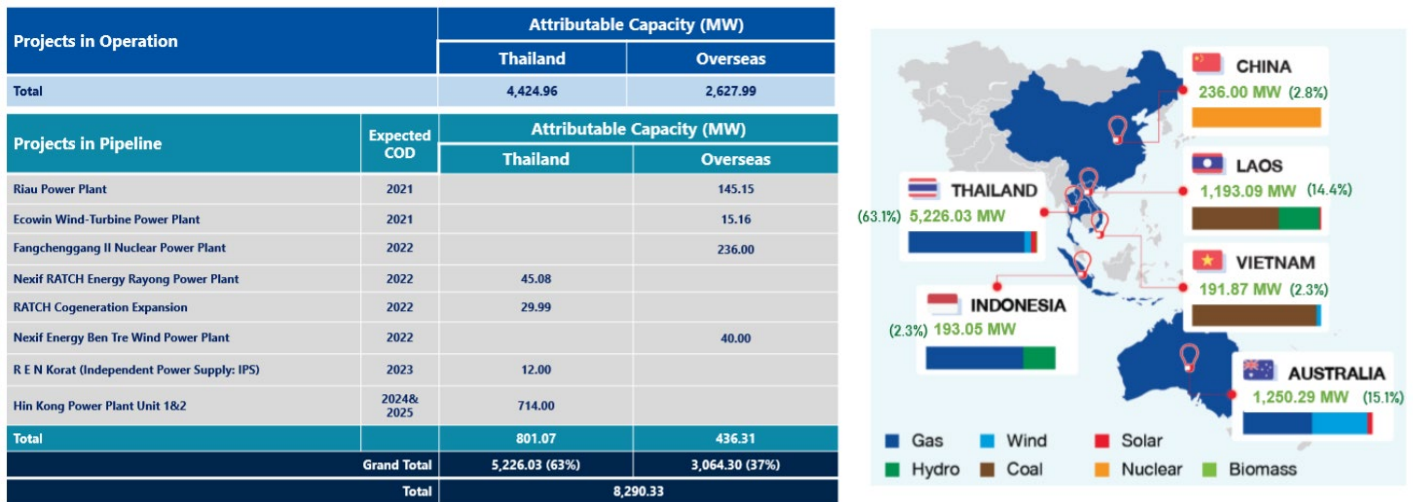 Projects in Operation
Attributable Capacity (MW)
Thailand
Overseas
Total
4,424.96
2,627.99
Projects in Pipeline
Expected
COD
Attributable Capacity (MW)
Thailand
Overseas
Riau Power Plant
2021
145.15
Ecowin Wind-Turbine Power Plant
2021
15.16
Fangchenggang II Nuclear Power Plant
2022
236.00
Nexif RATCH Energy Rayong Power Plant
2022
45.08
RATCH Cogeneration Expansion
2022
29.99
Nexif Energy Ben Tre Wind Power Plant
2022
40.00
R E N Korat (Independent Power Supply: IPS)
2023
12.00
Hin Kong Power Plant Unit 1&2
2024&
2025
714.00
Total
801.07
436.31
Grand Total
5,226.03 (63%)
3,064.30 (37%)
Total
8,290.33
CHINA
236.00 MW (2.8%)
LAOS
1,193.09 MW (14.4%)
THAILAND
(63.1%) 5,226.03 MW
VIETNAM
191.87 MW (2.3%)
INDONESIA
(2.3%) 193.05 MW
AUSTRALIA
1,250.29 MW (15.1%)
Gas
Wind
Solar
Hydro
Coal
Nuclear
Biomass